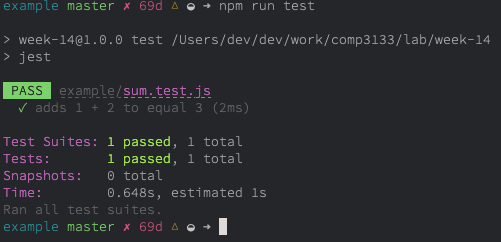 example master ✗ 69d △ ◒ ➜ npm run test
> week-14@1.0.0 test /Users/dev/dev/work/comp3133/lab/week-14
> jest
PASS example/sum.test.js
✓ adds 1 + 2 to equal 3 (2ms)
Test Suites: 1 passed, 1 total
Tests: 1 passed, 1 total
Snapshots: 0 total
Time: 0.648s, estimated 1s
Ran all test suites.
example master ✗ 69d △ ◒ ➜